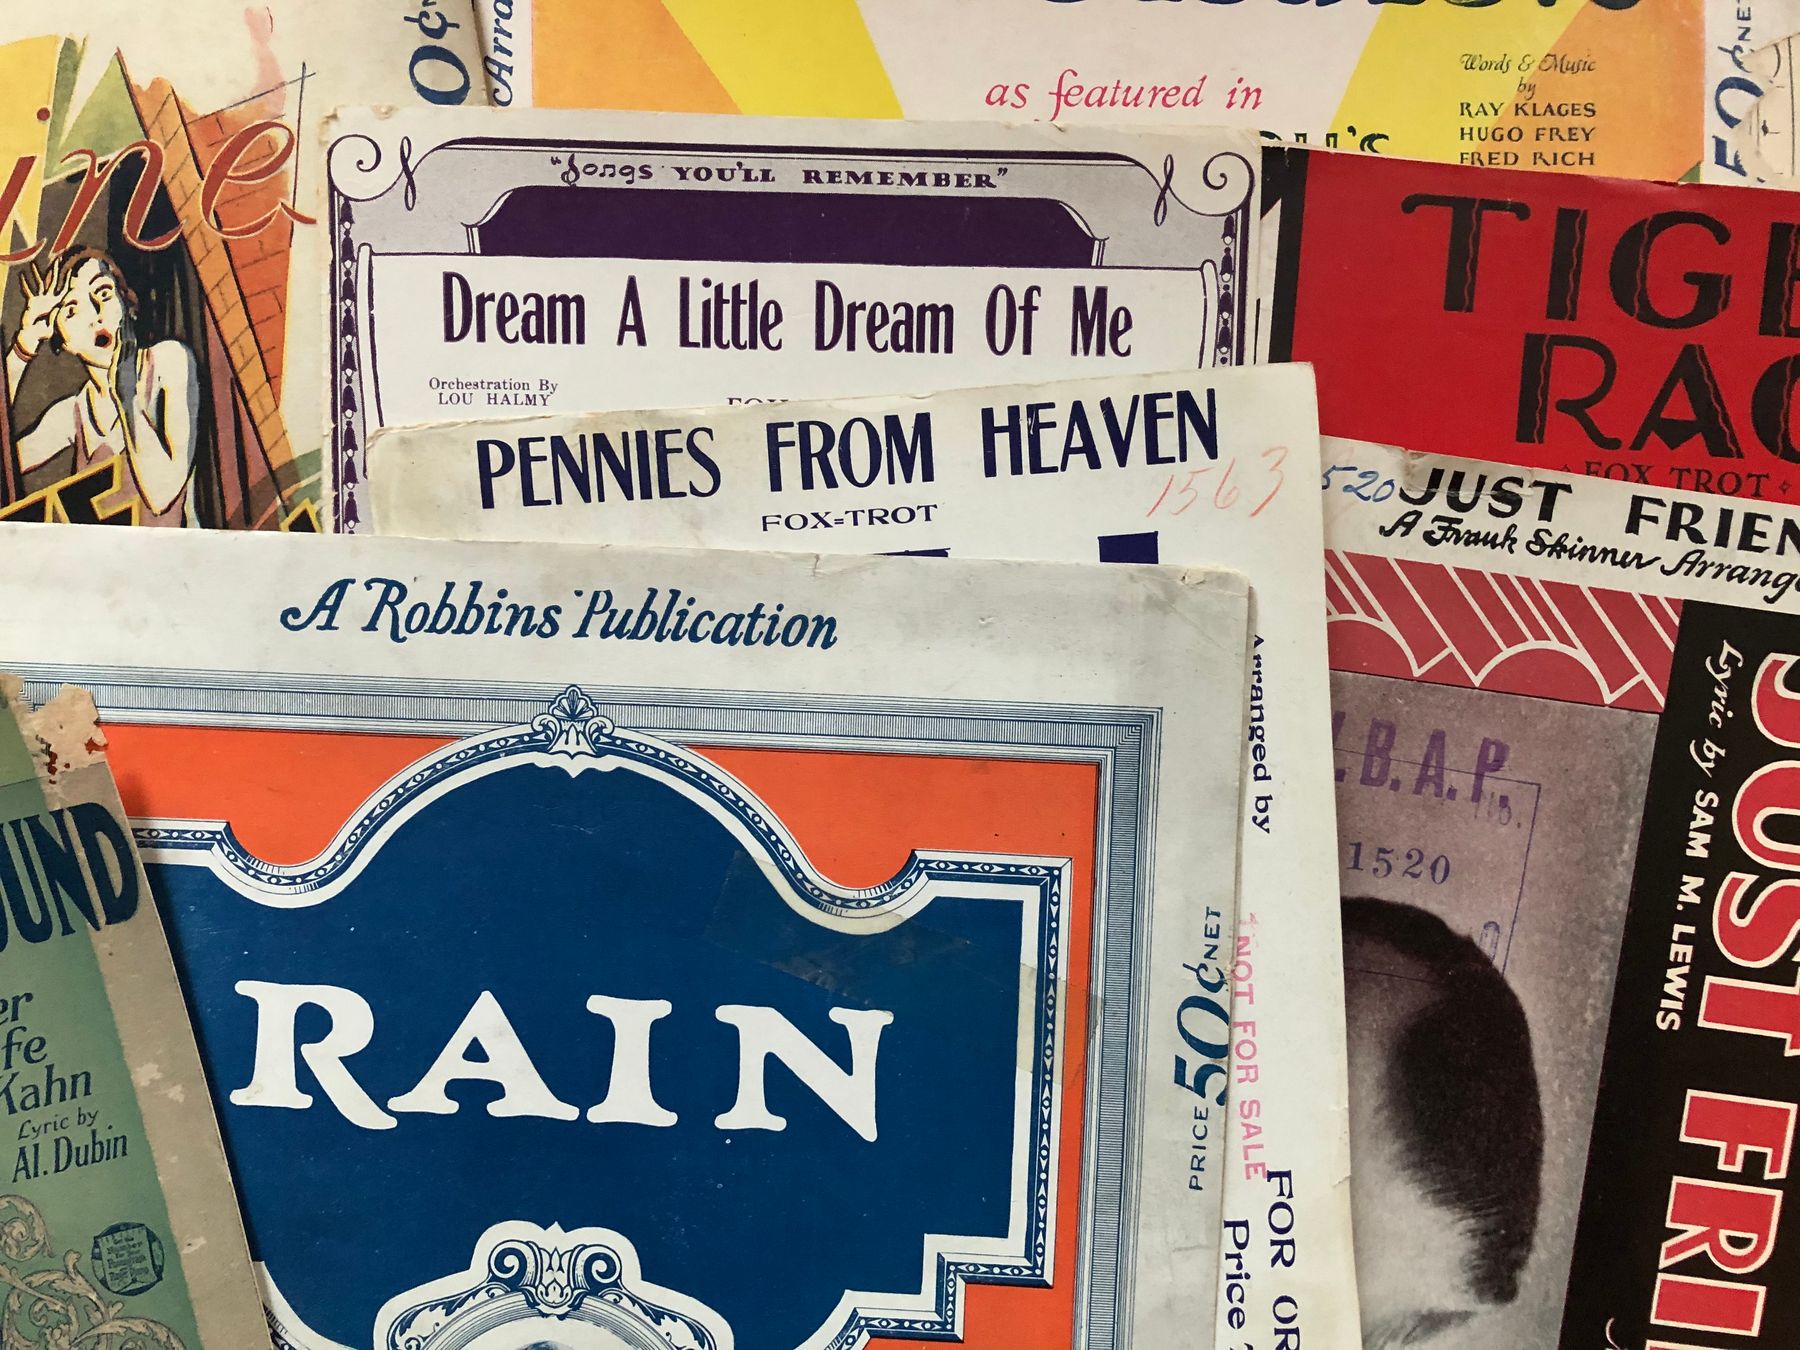 as featured in
Words & Music
by
RAY KLAGES
HUGO FREY
FRED RICH
"Songs YOU'LL REMEMBER"
Dream A Little Dream Of Me
Orchestration By
LOU HALMY
PENNIES FROM HEAVEN
1563
FOX=TROT
Arranged by
NOT FOR SALE
FOR OR
Price
RAG
FOX TROT
520
JUST FRIEN
A Frank Skinner Arrange
JUST FRI
Lyric by SAM M. LEWIS
B.A.P.
1520
A Robbins Publication
RAIN
PRICE 50¢ NET
OUND
Kahn
Lyric by
Al. Dubin